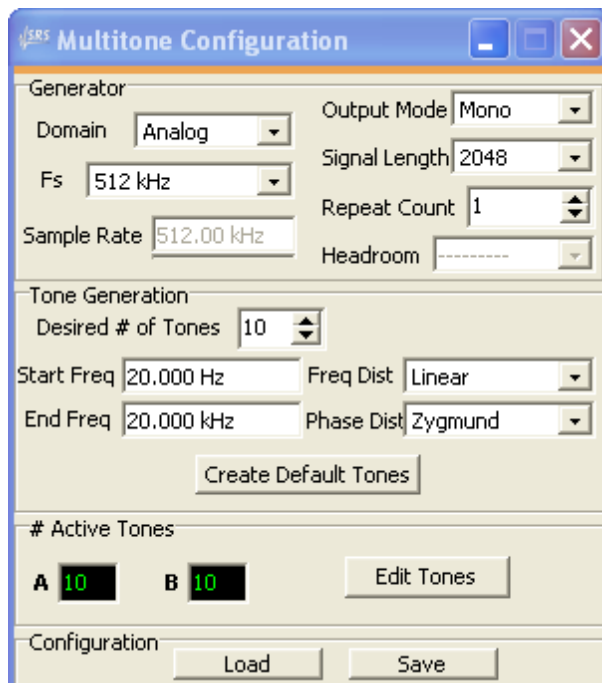 SRS Multitone Configuration
Generator
Domain Analog
Fs 512 kHz
Sample Rate 512.00 kHz
Output Mode Mono
Signal Length 2048
Repeat Count 1
Headroom ---------
Tone Generation
Desired # of Tones 10
Start Freq 20.000 Hz Freq Dist Linear
End Freq 20.000 kHz Phase Dist Zygmund
Create Default Tones
# Active Tones
A 10 B 10 Edit Tones
Configuration
Load Save